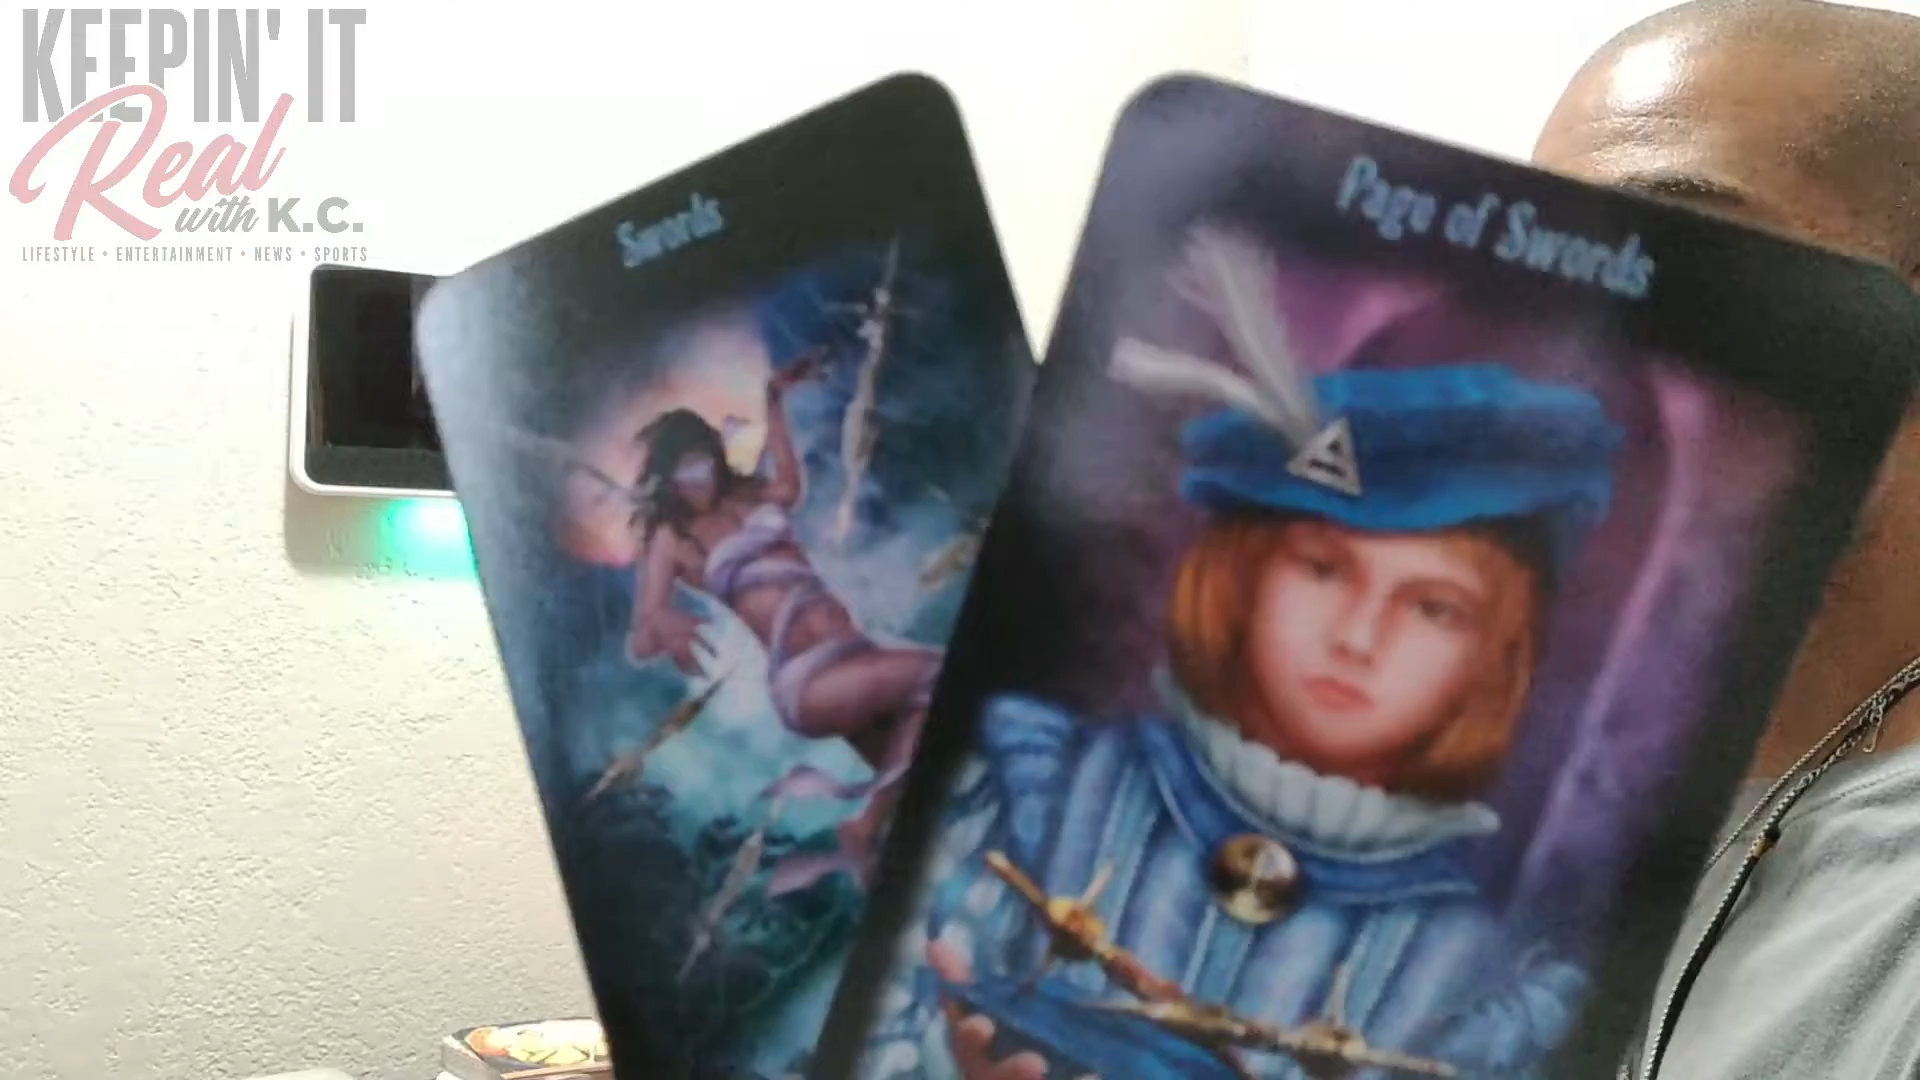 KEEPIN' IT
Real
with K.C.
LIFESTYLE • ENTERTAINMENT • NEWS • SPORTS
Swords
Page of Swords